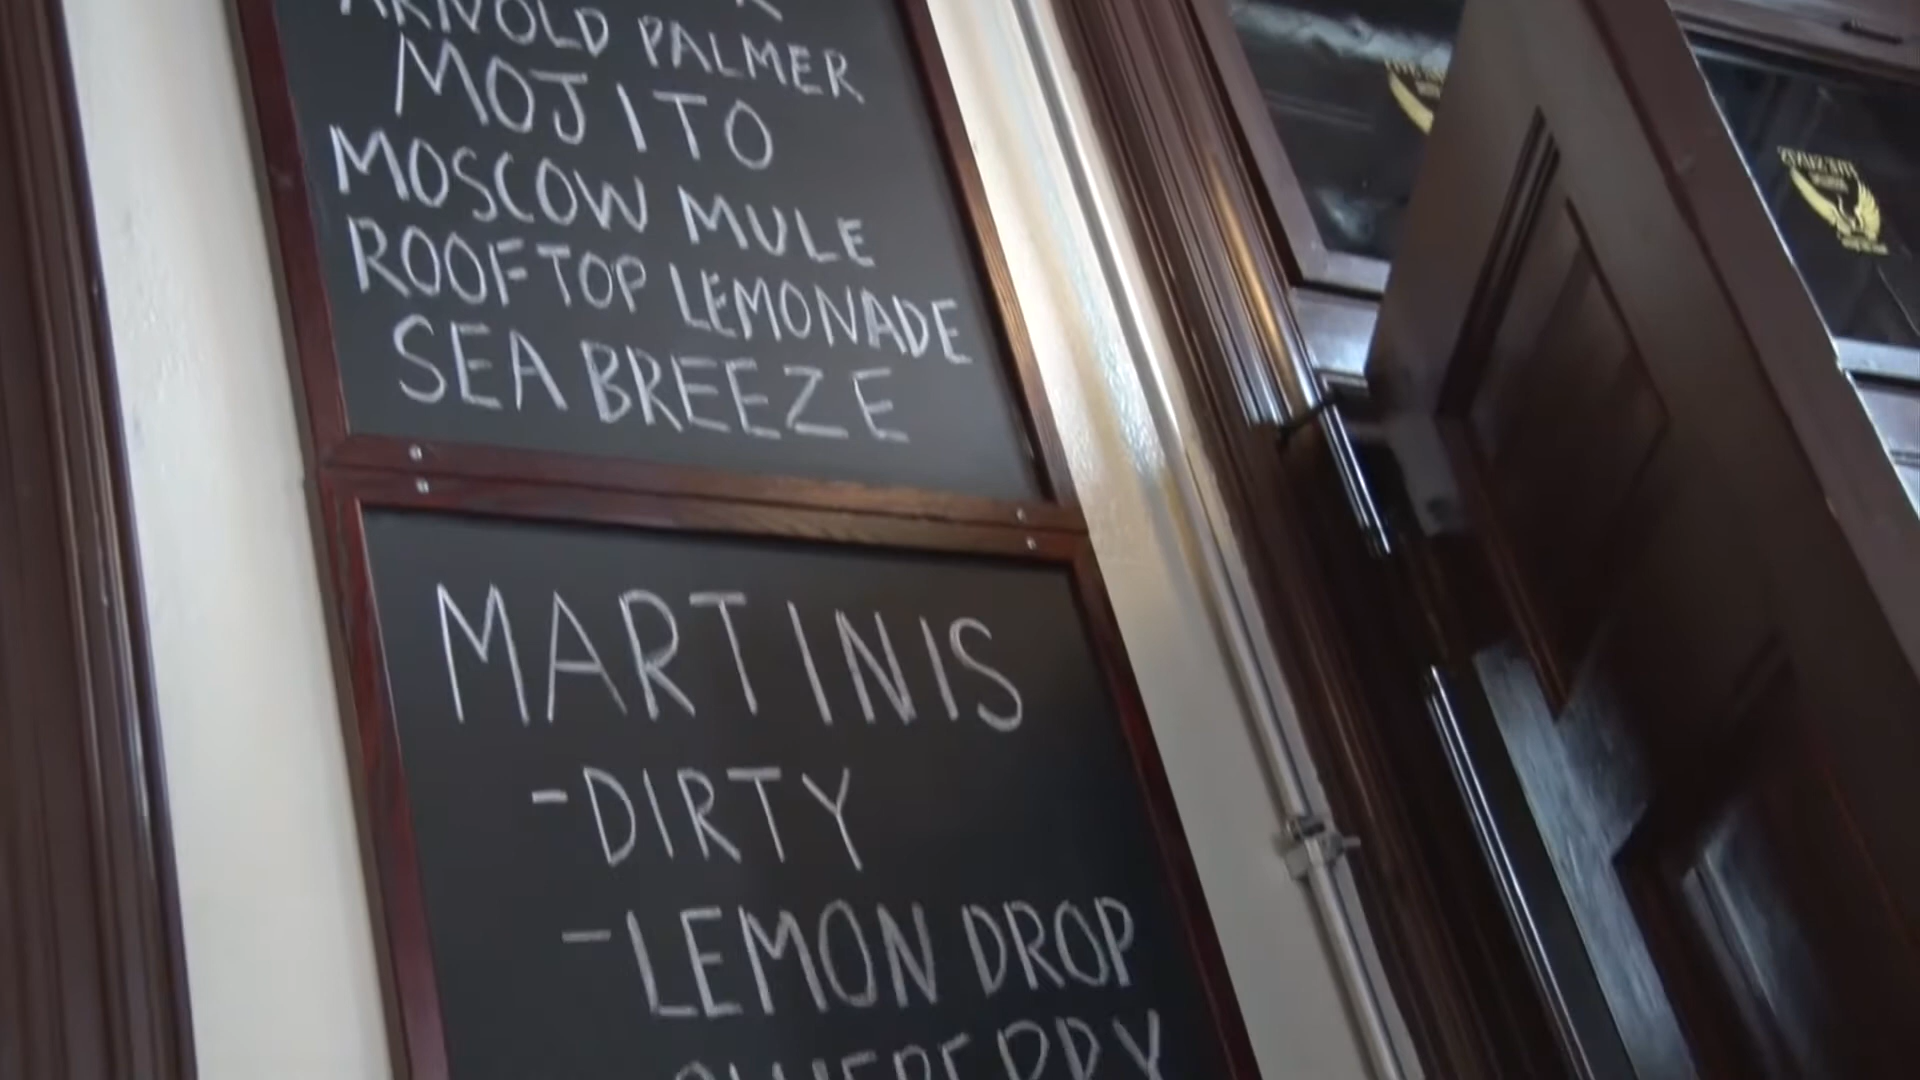 ARNOLD PALMER
MOJITO
MOSCOW MULE
ROOFTOP LEMONADE
SEA BREEZE
MARTINIS
-DIRTY
-LEMON DROP